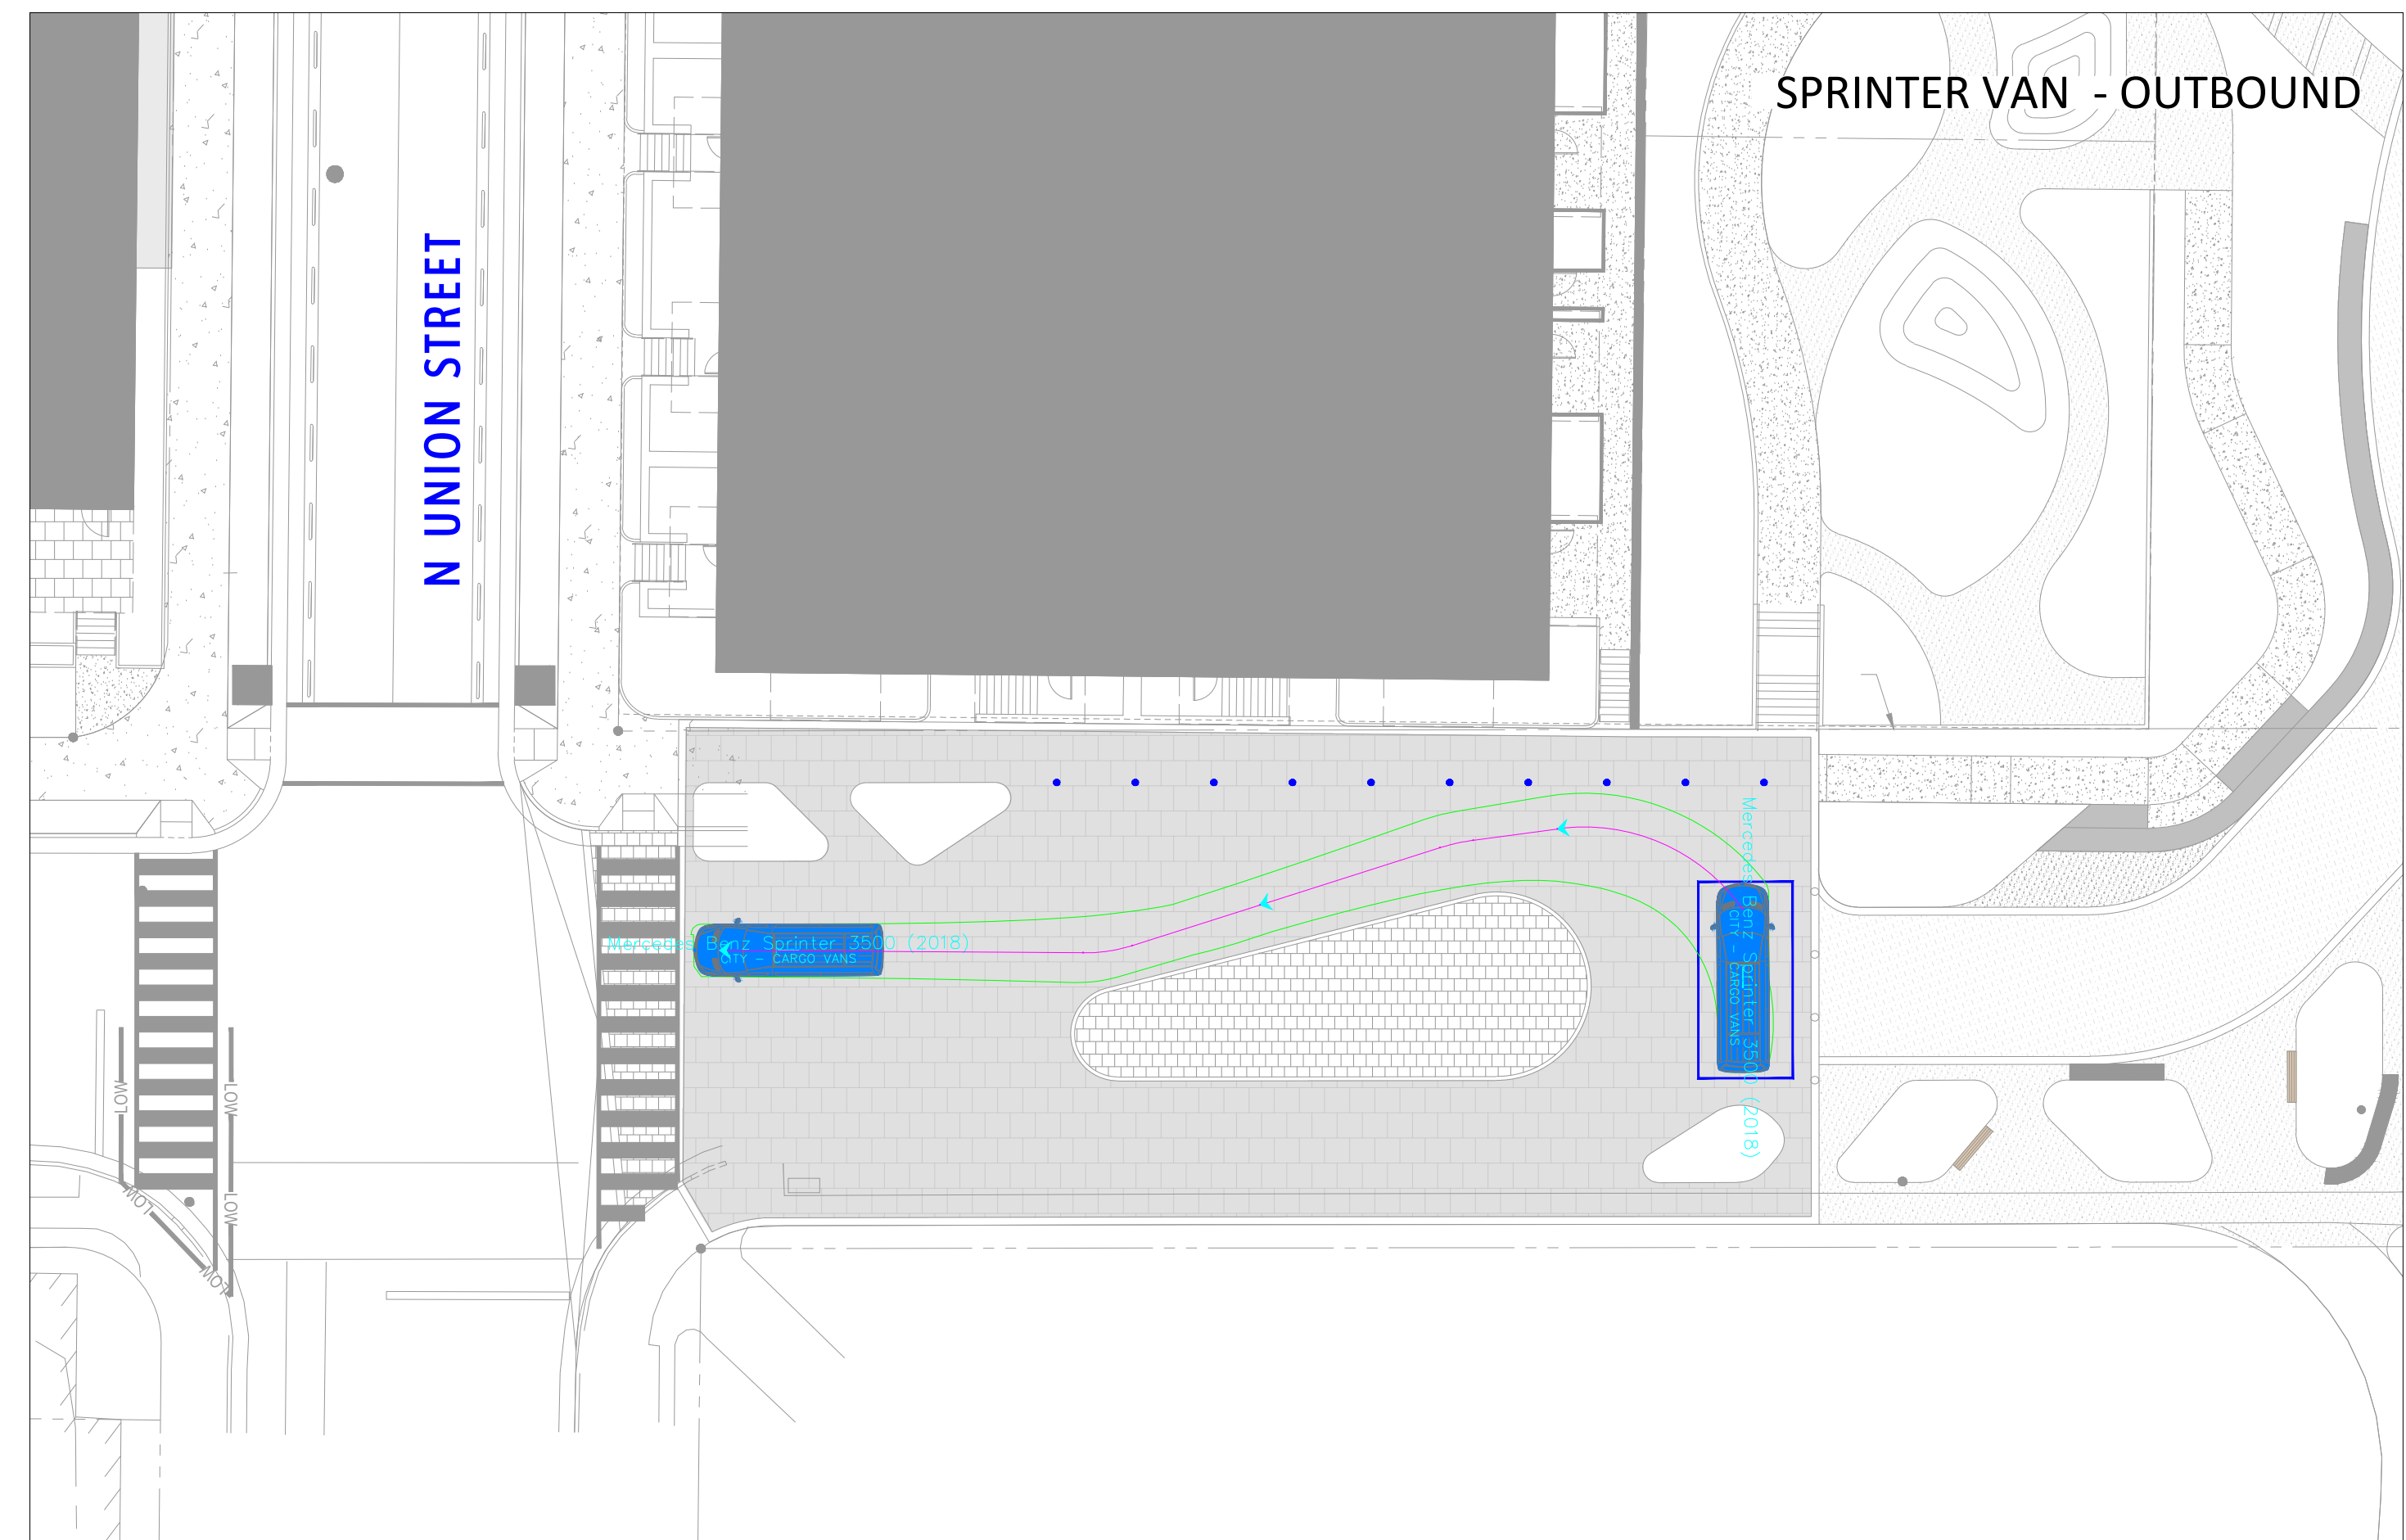 SPRINTER VAN - OUTBOUND
N UNION STREET
Mercedes Benz Sprinter 3500 (2018)
CITY - CARGO VANS
Mercedes Benz Sprinter 3500 (2018)
CITY - CARGO VANS
LOW
LOW
LOW
LOW
LOW